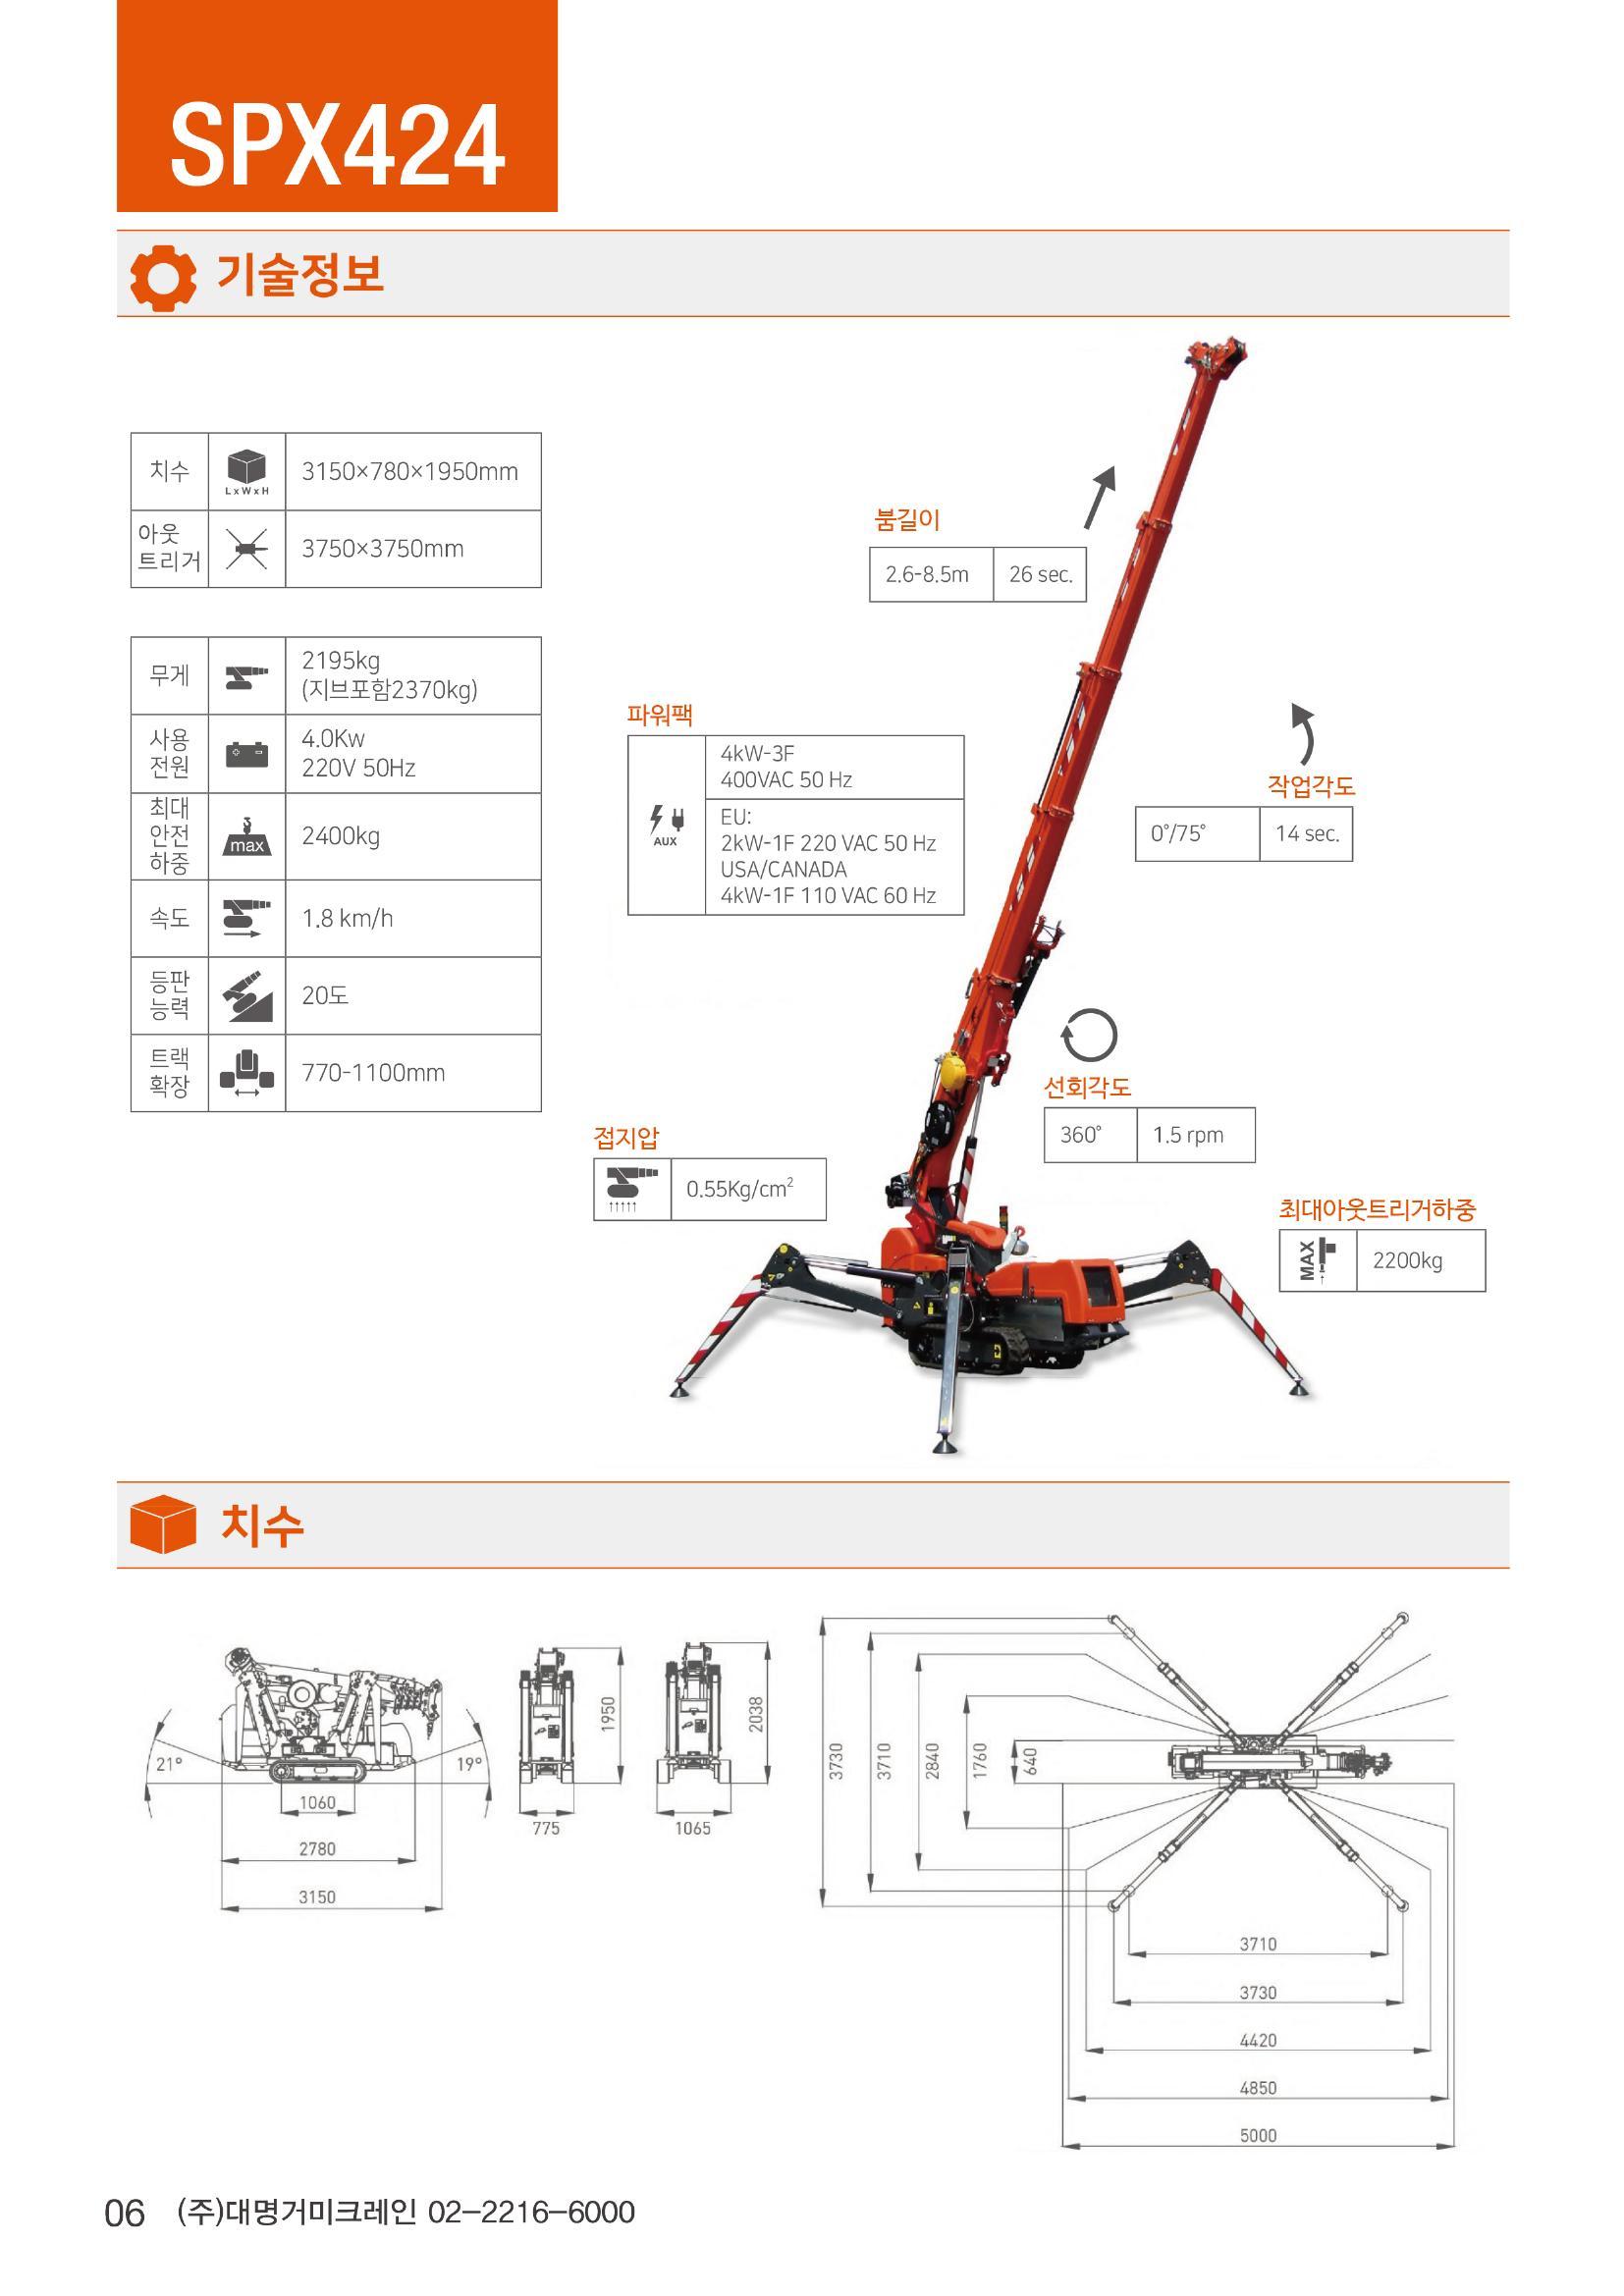 SPX424
기술정보
치수
LxWxH
3150×780×1950mm
아웃
트리거
3750×3750mm
무게
2195kg
(지브포함2370kg)
사용
전원
4.0Kw
220V 50Hz
최대
안전
하중
max
2400kg
속도
1.8 km/h
등판
능력
20도
트랙
확장
770-1100mm
붐길이
2.6-8.5m
26 sec.
파워팩
AUX
4kW-3F
400VAC 50 Hz
EU:
2kW-1F 220 VAC 50 Hz
USA/CANADA
4kW-1F 110 VAC 60 Hz
작업각도
0°/75°
14 sec.
선회각도
360°
1.5 rpm
접지압
0.55Kg/cm²
최대아웃트리거하중
MAX
2200kg
치수
21°
19°
1060
2780
3150
1950
775
2038
1065
3730
3710
2840
1760
640
3710
3730
4420
4850
5000
06 (주)대명거미크레인 02-2216-6000